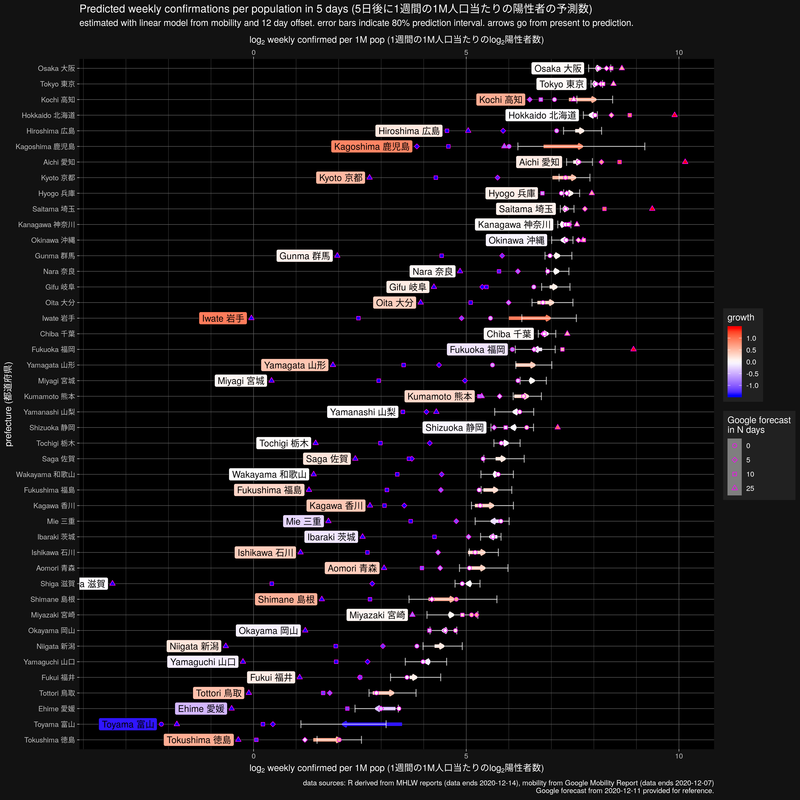 Predicted weekly confirmations per population in 5 days (5日後に1週間の1M人口当たりの陽性者の予測数)
estimated with linear model from mobility and 12 day offset. error bars indicate 80% prediction interval. arrows go from present to prediction.
log2 weekly confirmed per 1M pop (1週間の1M人口当たりのlog2陽性者数)
0 5 10
Osaka 大阪 Osaka 大阪
Tokyo 東京 Tokyo 東京
Kochi 高知 Kochi 高知
Hokkaido 北海道 Hokkaido 北海道
Hiroshima 広島 Hiroshima 広島
Kagoshima 鹿児島 Kagoshima 鹿児島
Aichi 愛知 Aichi 愛知
Kyoto 京都 Kyoto 京都
Hyogo 兵庫 Hyogo 兵庫
Saitama 埼玉 Saitama 埼玉
Kanagawa 神奈川 Kanagawa 神奈川
Okinawa 沖縄 Okinawa 沖縄
Gunma 群馬 Gunma 群馬
Nara 奈良 Nara 奈良
Gifu 岐阜 Gifu 岐阜
Oita 大分 Oita 大分
Iwate 岩手 Iwate 岩手
Chiba 千葉 Chiba 千葉
Fukuoka 福岡 Fukuoka 福岡
Yamagata 山形 Yamagata 山形
Miyagi 宮城 Miyagi 宮城
Kumamoto 熊本 Kumamoto 熊本
Yamanashi 山梨 Yamanashi 山梨
Shizuoka 静岡 Shizuoka 静岡
Tochigi 栃木 Tochigi 栃木
Saga 佐賀 Saga 佐賀
Wakayama 和歌山 Wakayama 和歌山
Fukushima 福島 Fukushima 福島
Kagawa 香川 Kagawa 香川
Mie 三重 Mie 三重
Ibaraki 茨城 Ibaraki 茨城
Ishikawa 石川 Ishikawa 石川
Aomori 青森 Aomori 青森
Shiga 滋賀 a 滋賀
Shimane 島根 Shimane 島根
Miyazaki 宮崎 Miyazaki 宮崎
Okayama 岡山 Okayama 岡山
Niigata 新潟 Niigata 新潟
Yamaguchi 山口 Yamaguchi 山口
Fukui 福井 Fukui 福井
Tottori 鳥取 Tottori 鳥取
Ehime 愛媛 Ehime 愛媛
Toyama 富山 Toyama 富山
Tokushima 徳島 Tokushima 徳島
prefecture (都道府県)
0 5 10
log2 weekly confirmed per 1M pop (1週間の1M人口当たりのlog2陽性者数)
growth
1.0
0.5
0.0
-0.5
-1.0
Google forecast
in N days
0
5
10
25
data sources: R derived from MHLW reports (data ends 2020-12-14), mobility from Google Mobility Report (data ends 2020-12-07)
Google forecast from 2020-12-11 provided for reference.